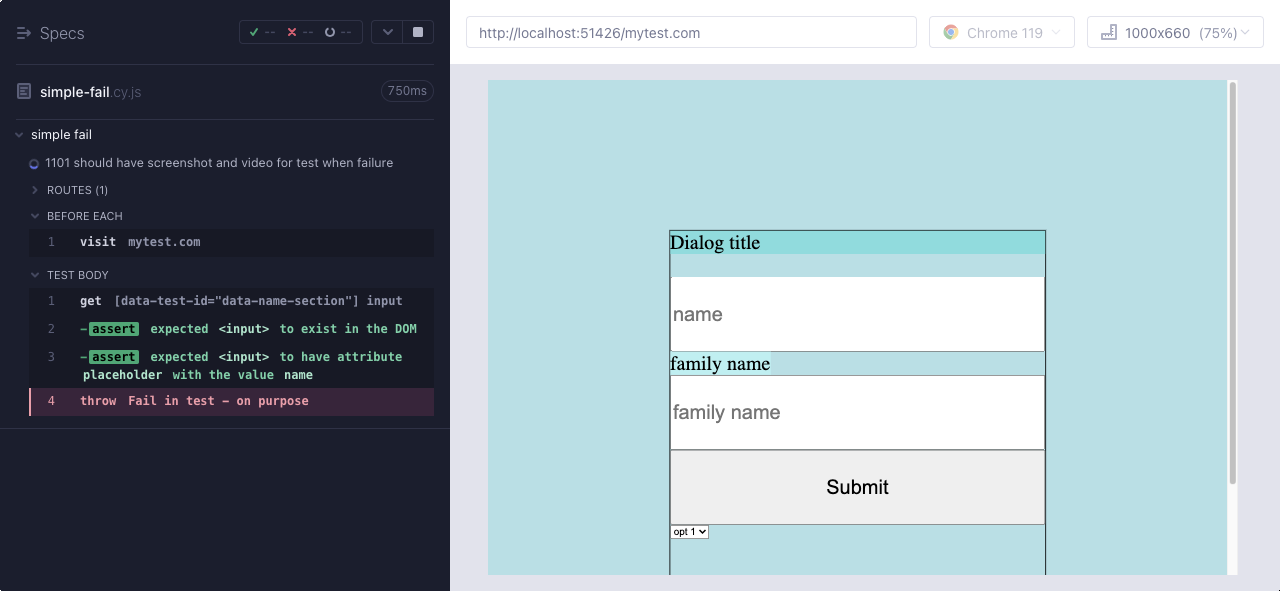 Specs
-- -- --
simple-fail.cy.js
750ms
simple fail
1101 should have screenshot and video for test when failure
ROUTES (1)
BEFORE EACH
1 visit mytest.com
TEST BODY
1 get [data-test-id="data-name-section"] input
2 -assert expected <input> to exist in the DOM
3 -assert expected <input> to have attribute
placeholder with the value name
4 throw Fail in test - on purpose
http://localhost:51426/mytest.com
Chrome 119
1000x660 (75%)
Dialog title
name
family name
family name
Submit
opt 1